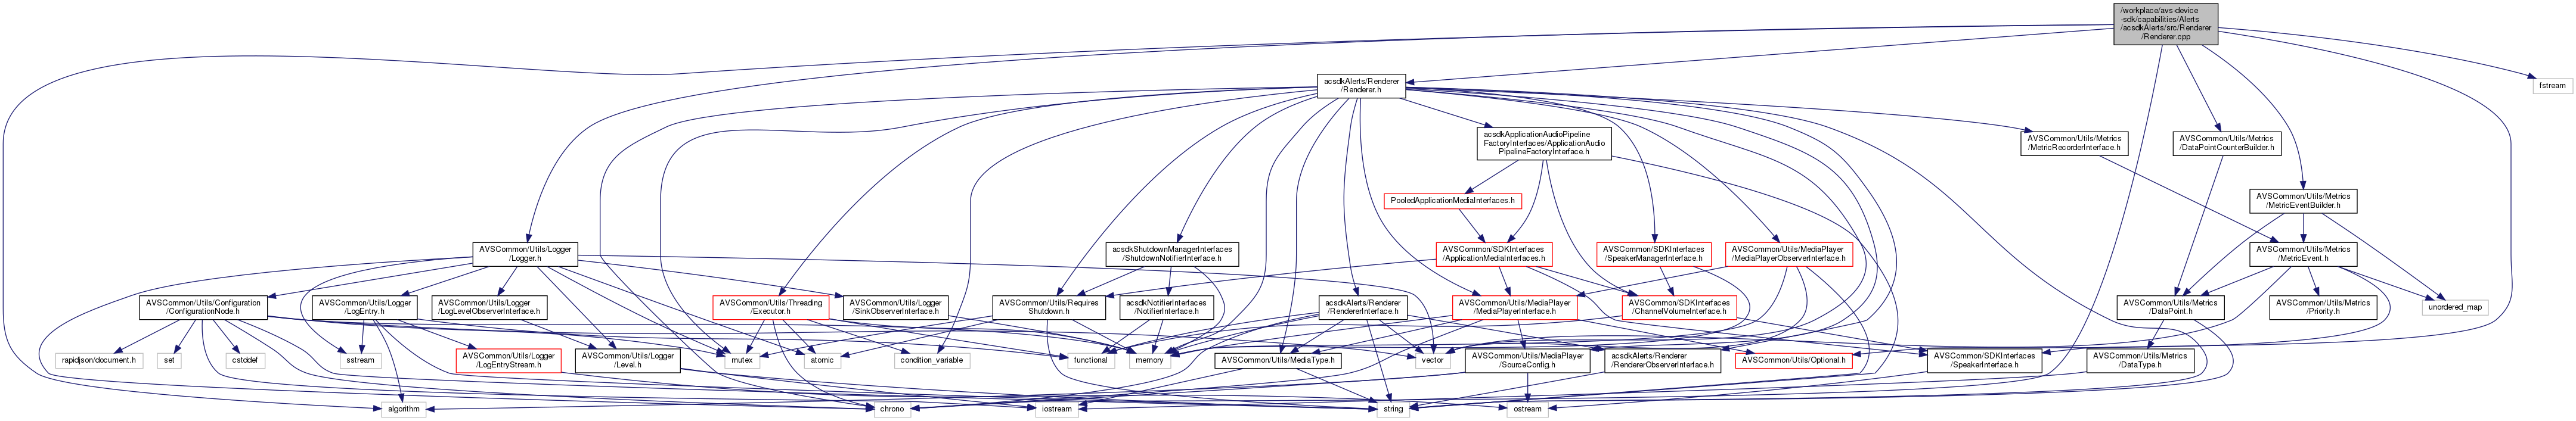 /workplace/avs-device
-sdk/capabilities/Alerts
/acsdkAlerts/src/Renderer
/Renderer.cpp
acsdkAlerts/Renderer
/Renderer.h
fstream
acsdkApplicationAudioPipeline
FactoryInterfaces/ApplicationAudio
PipelineFactoryInterface.h
AVSCommon/Utils/Metrics
/MetricRecorderInterface.h
AVSCommon/Utils/Metrics
/DataPointCounterBuilder.h
PooledApplicationMediaInterfaces.h
AVSCommon/Utils/Metrics
/MetricEventBuilder.h
AVSCommon/Utils/Logger
/Logger.h
acsdkShutdownManagerInterfaces
/ShutdownNotifierInterface.h
AVSCommon/SDKInterfaces
/ApplicationMediaInterfaces.h
AVSCommon/SDKInterfaces
/SpeakerManagerInterface.h
AVSCommon/Utils/MediaPlayer
/MediaPlayerObserverInterface.h
AVSCommon/Utils/Metrics
/MetricEvent.h
AVSCommon/Utils/Configuration
/ConfigurationNode.h
AVSCommon/Utils/Logger
/LogEntry.h
AVSCommon/Utils/Logger
/LogLevelObserverInterface.h
AVSCommon/Utils/Threading
/Executor.h
AVSCommon/Utils/Logger
/SinkObserverInterface.h
AVSCommon/Utils/Requires
Shutdown.h
acsdkNotifierInterfaces
/NotifierInterface.h
acsdkAlerts/Renderer
/RendererInterface.h
AVSCommon/Utils/MediaPlayer
/MediaPlayerInterface.h
AVSCommon/SDKInterfaces
/ChannelVolumeInterface.h
AVSCommon/Utils/Metrics
/DataPoint.h
AVSCommon/Utils/Metrics
/Priority.h
unordered_map
rapidjson/document.h
set
cstddef
sstream
AVSCommon/Utils/Logger
/LogEntryStream.h
AVSCommon/Utils/Logger
/Level.h
mutex
atomic
condition_variable
functional
memory
AVSCommon/Utils/MediaType.h
vector
AVSCommon/Utils/MediaPlayer
/SourceConfig.h
acsdkAlerts/Renderer
/RendererObserverInterface.h
AVSCommon/Utils/Optional.h
AVSCommon/SDKInterfaces
/SpeakerInterface.h
AVSCommon/Utils/Metrics
/DataType.h
algorithm
chrono
iostream
string
ostream